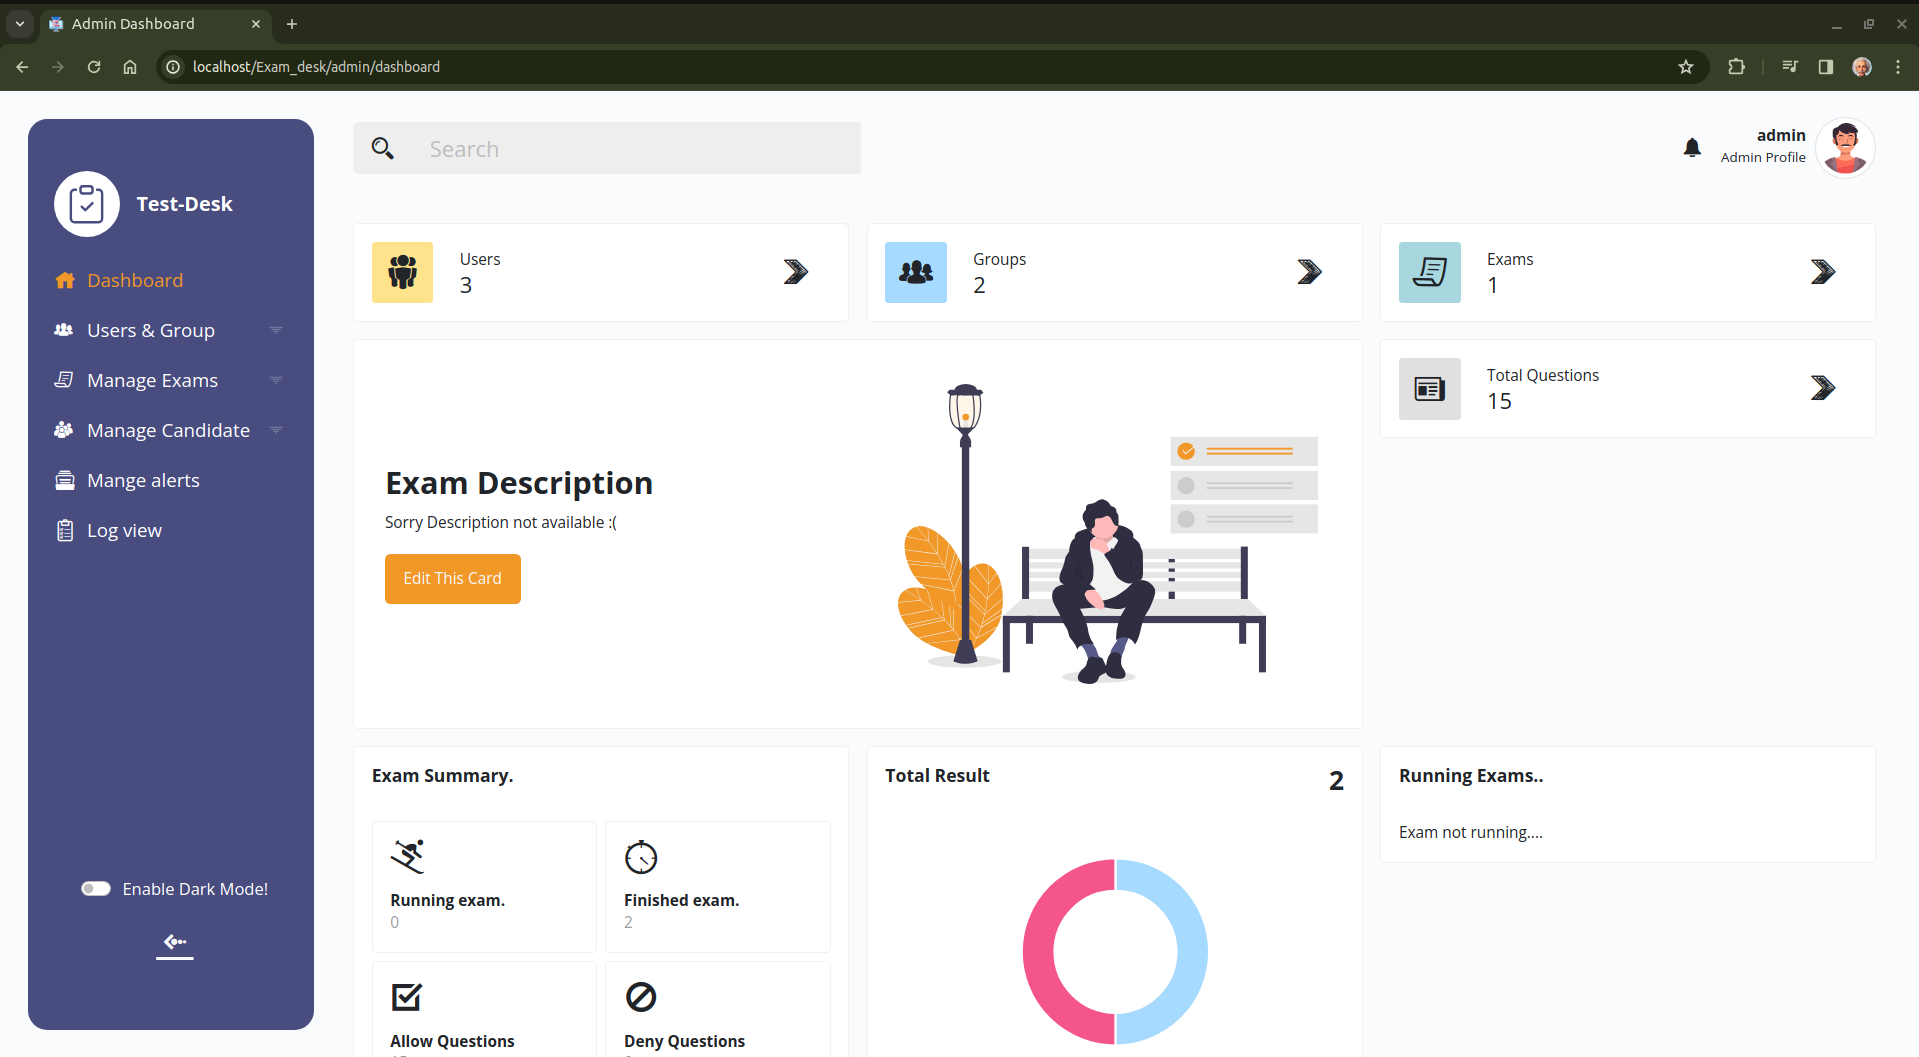 Admin Dashboard
localhost/Exam_desk/admin/dashboard
Test-Desk
Dashboard
Users & Group
Manage Exams
Manage Candidate
Mange alerts
Log view
Enable Dark Mode!
Search
admin
Admin Profile
Users
3
Groups
2
Exams
1
Exam Description
Sorry Description not available :(
Edit This Card
Total Questions
15
Exam Summary.
Running exam.
0
Finished exam.
2
Allow Questions
Deny Questions
Total Result
2
Running Exams..
Exam not running....